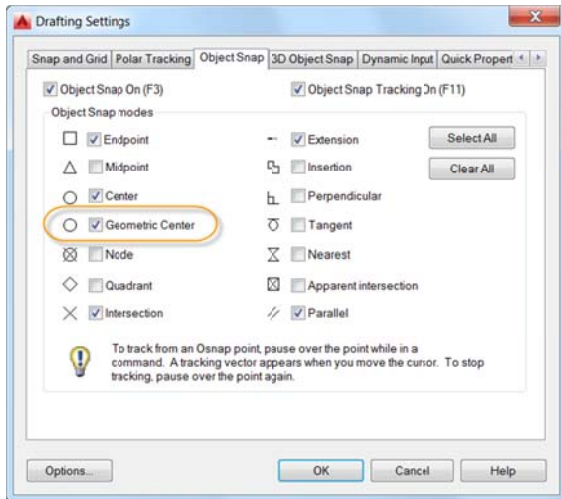 Drafting Settings
Snap and Grid Polar Tracking Object Snap 3D Object Snap Dynamic Input Quick Propert
Object Snap On (F3) Object Snap Tracking On (F11)
Object Snap modes
Endpoint Extension Select All
Midpoint Insertion Clear All
Center Perpendicular
Geometric Center Tangent
Node Nearest
Quadrant Apparent intersection
Intersection Parallel
To track from an Osnap point, pause over the point while in a
command. A tracking vector appears when you move the cursor. To stop
tracking, pause over the point again.
Options... OK Cancel Help